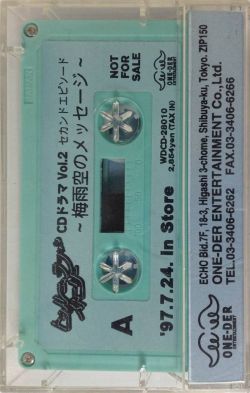 CDドラマ Vol.2 セカンドエピソード
～梅雨空のメッセージ～
NOT
FOR
SALE
WDCD-28010
2,854yen (TAX IN)
A
'97.7.24. in Store
ONE-DER
ENTERTAINMENT
ECHO Bld.7F, 18-3, Higashi 3-chome, Shibuya-ku, Tokyo. ZIP150
ONE-DER ENTERTAINMENT Co.,Ltd.
TEL.03-3406-6262 FAX.03-3406-6266
ONE-DER
ENTERTAINMENT